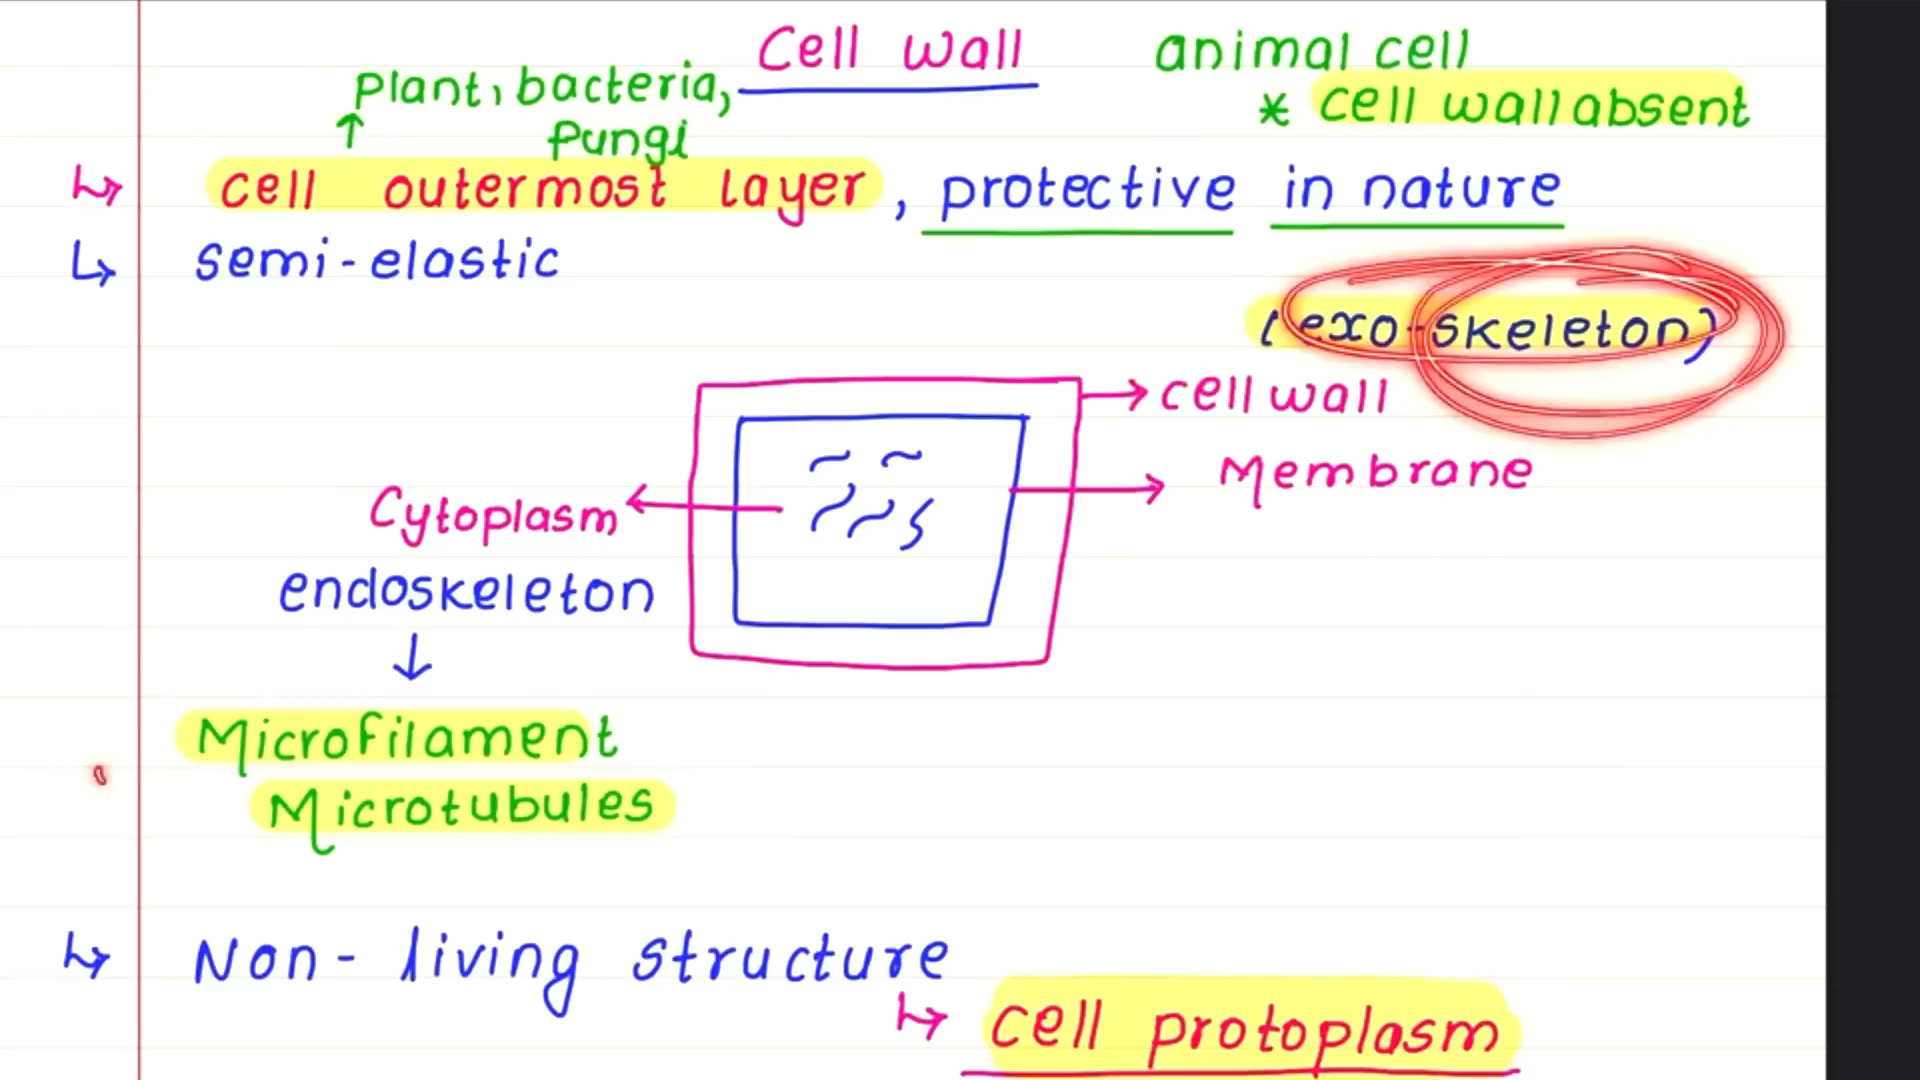 Cell wall
animal cell
Plant, bacteria,
* cell wall absent
↑
fungi
↳ cell outermost layer, protective in nature
↳ semi-elastic
(exo-skeleton)
→ cell wall
→ Membrane
Cytoplasm ←
endoskeleton
↓
Microfilament
Microtubules
↳ Non-living structure
↳ cell protoplasm